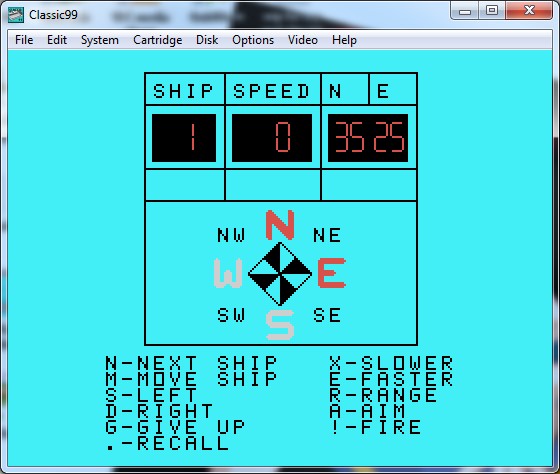 Classic99
File Edit System Cartridge Disk Options Video Help
SHIP SPEED N E
1 0 35 25
N
NW NE
W E
SW SE
S
N-NEXT SHIP X-SLOWER
M-MOVE SHIP E-FASTER
S-LEFT R-RANGE
D-RIGHT A-AIM
G-GIVE UP !-FIRE
.-RECALL